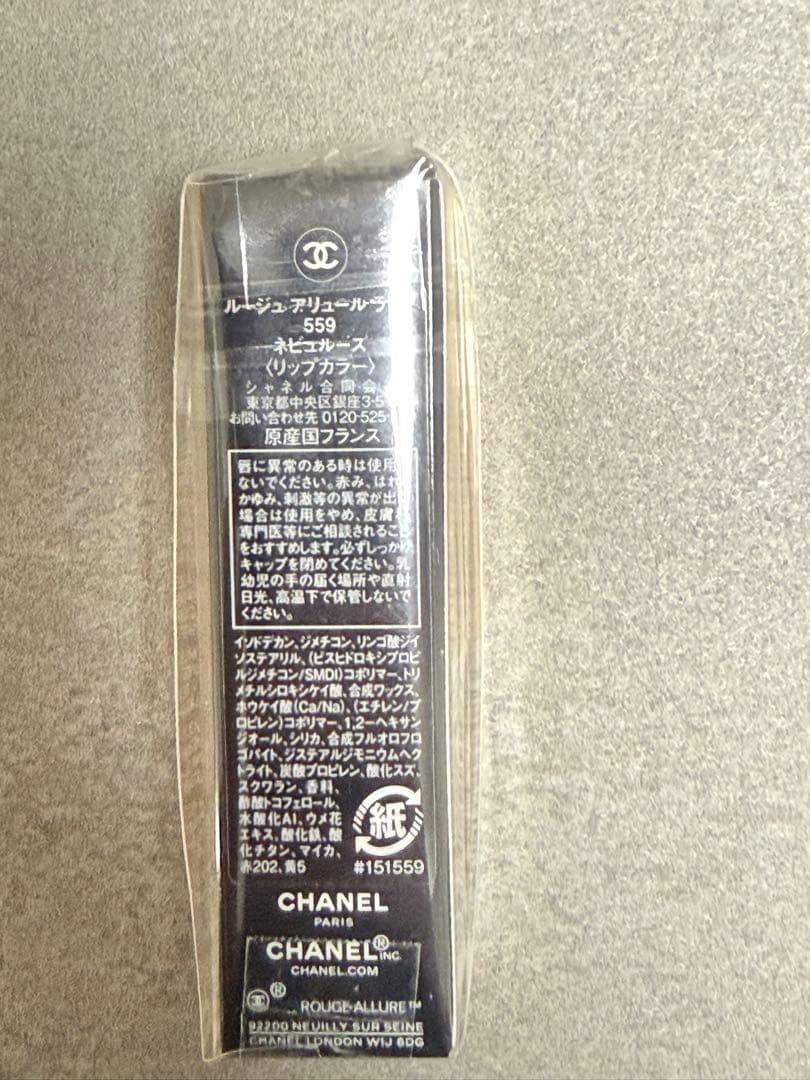 ルージュ アリュール ラ
559
ネビュルーズ
〈リップカラー〉
シャネル合同会
東京都中央区銀座3-5
お問い合わせ先 0120-525-
原産国フランス
唇に異常のある時は使用
ないでください。赤み、はれ
かゆみ、刺激等の異常が出
場合は使用をやめ、皮膚
専門医等にご相談されるこ
をおすすめします。必ずしっかり
キャップを閉めてください。乳
幼児の手の届く場所や直射
日光、高温下で保管しないで
ください。
イソドデカン、ジメチコン、リンゴ酸ジイ
ソステアリル、(ビスヒドロキシプロピ
ルジメチコン/SMDI)コポリマー、トリ
メチルシロキシケイ酸、合成ワックス、
ホウケイ酸(Ca/Na)、(エチレン/プ
ロピレン)コポリマー、1,2-ヘキサン
ジオール、シリカ、合成フルオロフロ
ゴパイト、ジステアルジモニウムヘク
トライト、炭酸プロピレン、酸化スズ、
スクワラン、香料、
酢酸トコフェロール、
水酸化Al、ウメ花
エキス、酸化鉄、酸
化チタン、マイカ、
赤202、黄5
紙
#151559
CHANEL
PARIS
CHANEL® INC.
CHANEL.COM
® ROUGE ALLURE™
92200 NEUILLY SUR SEINE
CHANEL LONDON W1J 6DG